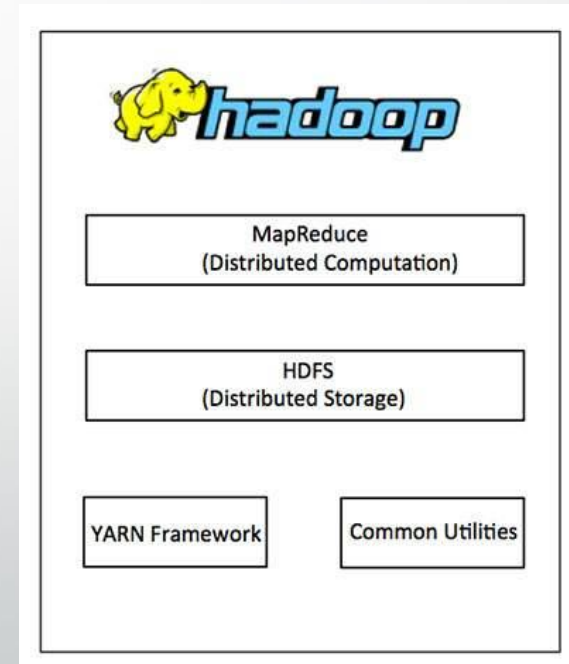 hadoop
MapReduce
(Distributed Computation)
HDFS
(Distributed Storage)
YARN Framework
Common Utilities